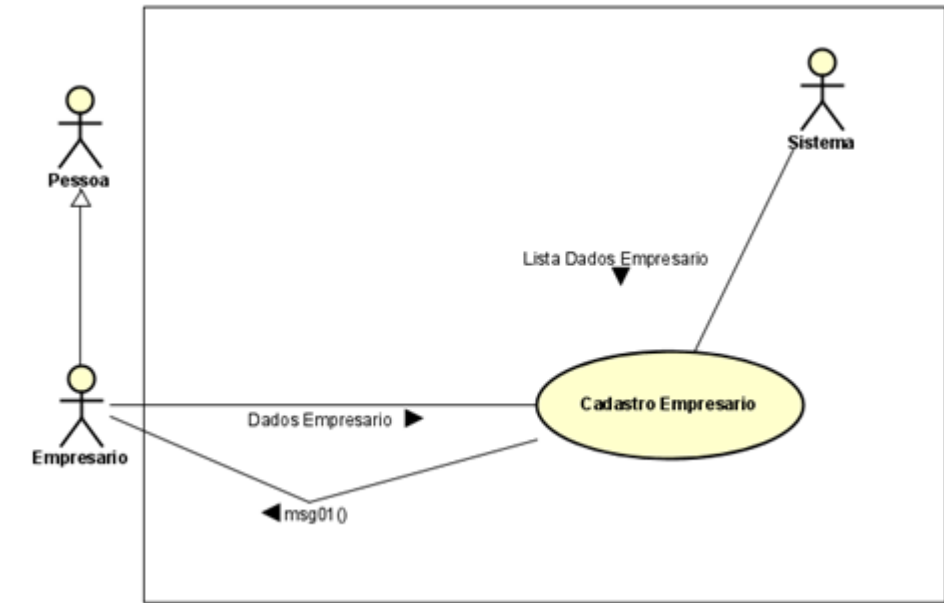 Sistema
Pessoa
Lista Dados Empresario
Cadastro Empresario
Dados Empresario
Empresario
msg01()